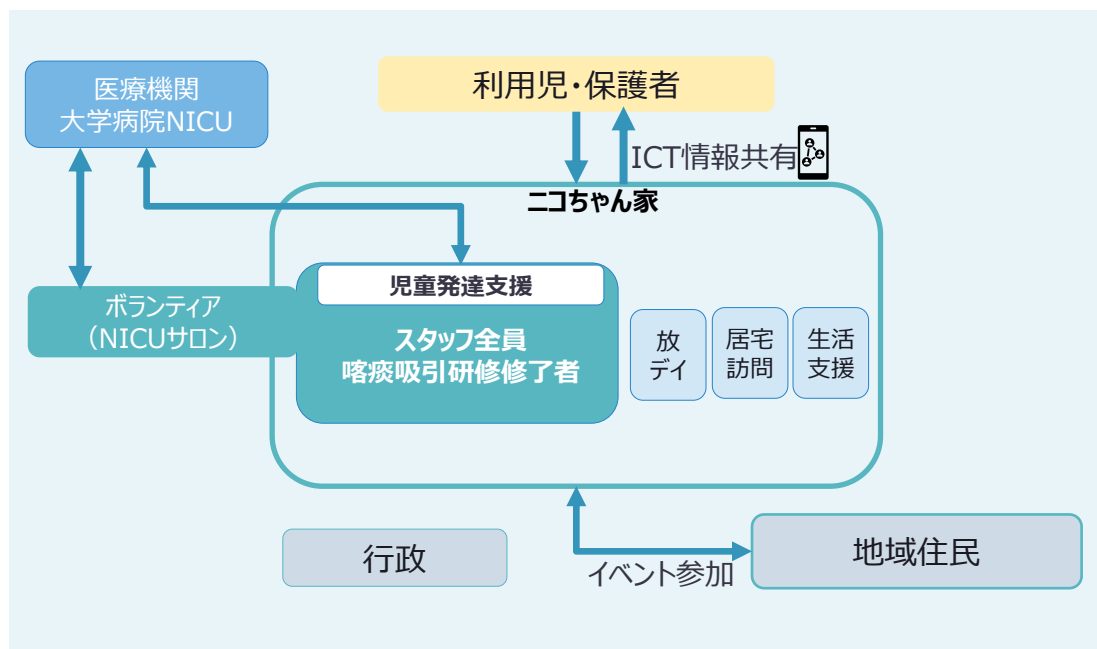 医療機関
大学病院NICU
利用児・保護者
ICT情報共有
ニコちゃん家
児童発達支援
スタッフ全員
喀痰吸引研修修了者
ボランティア
（NICUサロン）
放
デイ
居宅
訪問
生活
支援
行政
イベント参加
地域住民